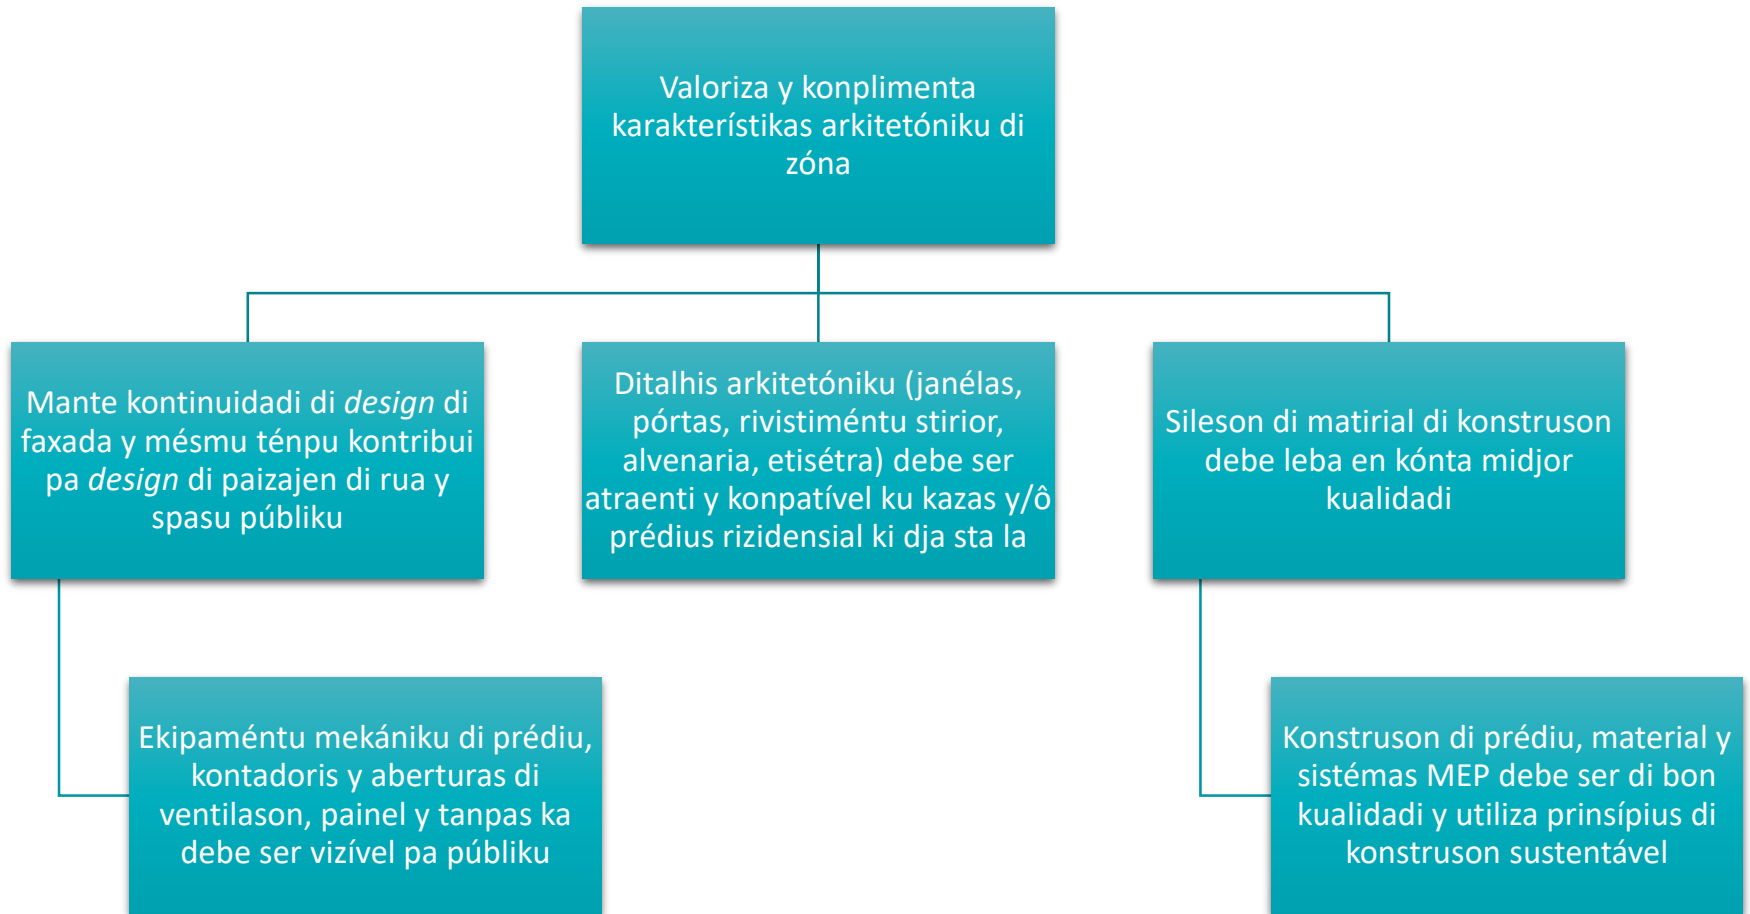 Valoriza y konplimenta
karakterístikas arkitetóniku di
zóna
Mante kontinuidadi di design di
faxada y mésmu ténpu kontribui
pa design di paizajen di rua y
spasu públiku
Ditalhis arkitetóniku (janélas,
pórtas, rivistiméntu stirior,
alvenaria, etisétra) debe ser
atraenti y konpatível ku kazas y/ô
prédius rizidensial ki dja sta la
Sileson di matirial di konstruson
debe leba en kónta midjor
kualidadi
Ekipaméntu mekániku di prédiu,
kontadoris y aberturas di
ventilason, painel y tanpas ka
debe ser vizível pa públiku
Konstruson di prédiu, material y
sistémas MEP debe ser di bon
kualidadi y utiliza prinsípius di
konstruson sustentável